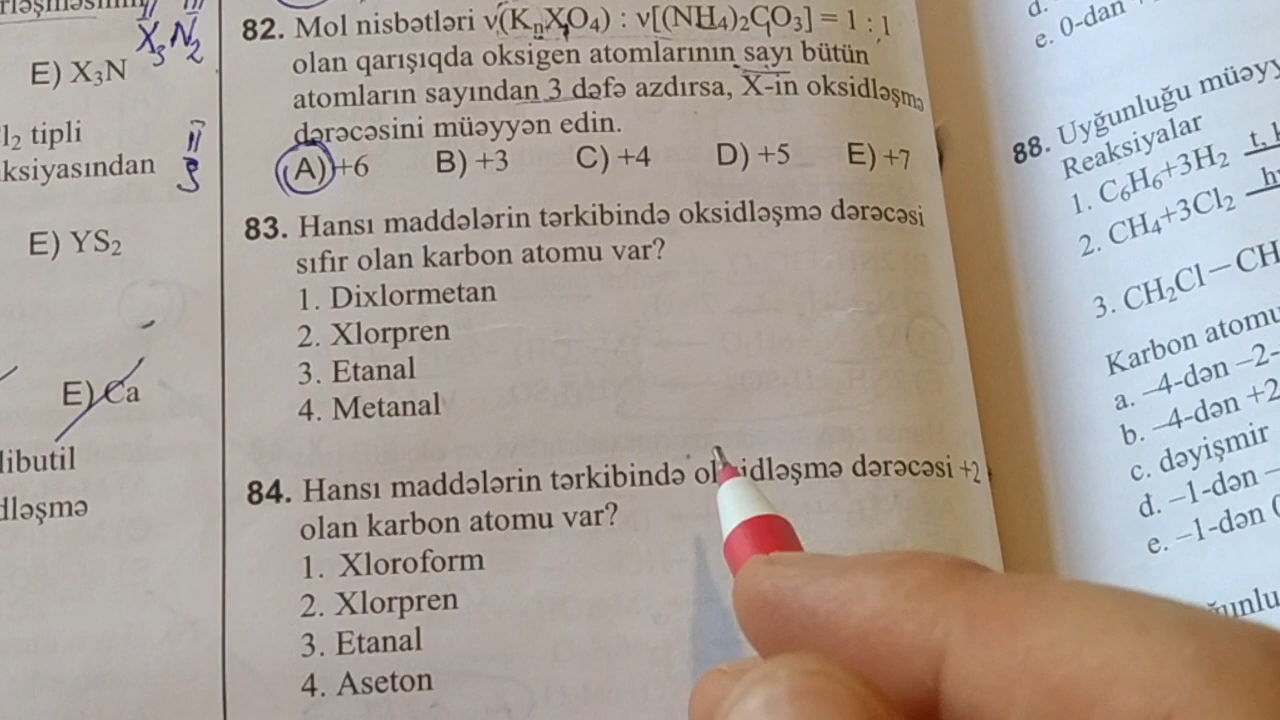 X₃N₂
E) X₃N
l₂ tipli
ksiyasından
E) YS₂
E) Ca
libutil
dləşmə
82. Mol nisbətləri ν(KₙXO₄) : ν[(NH₄)₂CO₃] = 1 : 1
olan qarışıqda oksigen atomlarının sayı bütün
atomların sayından 3 dəfə azdırsa, X-in oksidləşmə
dərəcəsini müəyyən edin.
A) +6 B) +3 C) +4 D) +5 E) +7
83. Hansı maddələrin tərkibində oksidləşmə dərəcəsi
sıfır olan karbon atomu var?
1. Dixlormetan
2. Xlorpren
3. Etanal
4. Metanal
84. Hansı maddələrin tərkibində oksidləşmə dərəcəsi +2
olan karbon atomu var?
1. Xloroform
2. Xlorpren
3. Etanal
4. Aseton
d.
e. 0-dan
88. Uyğunluğu müəyy
Reaksiyalar
1. C₆H₆+3H₂ t,
2. CH₄+3Cl₂ h
3. CH₂Cl−CH
Karbon atomu
a. −4-dən −2-
b. −4-dən +2
c. dəyişmir
d. −1-dən −
e. −1-dən